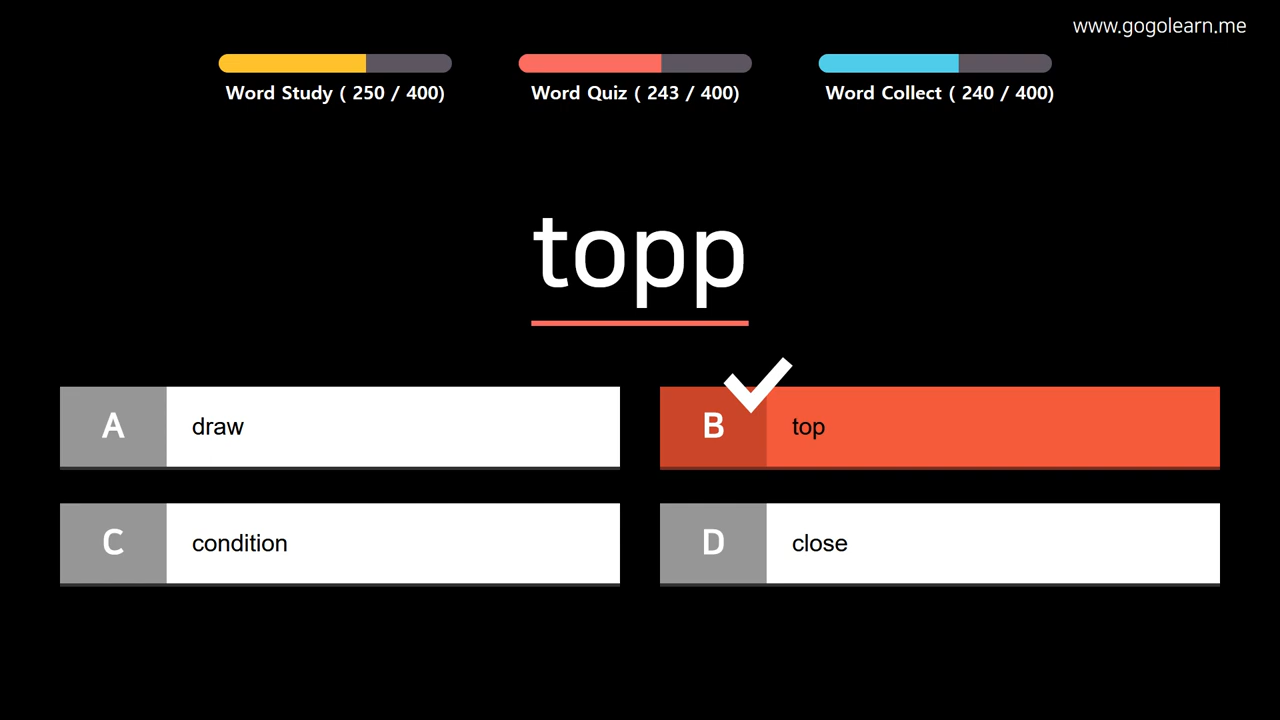 www.gogolearn.me
Word Study ( 250 / 400)
Word Quiz ( 243 / 400)
Word Collect ( 240 / 400)
topp
A draw
B top
C condition
D close